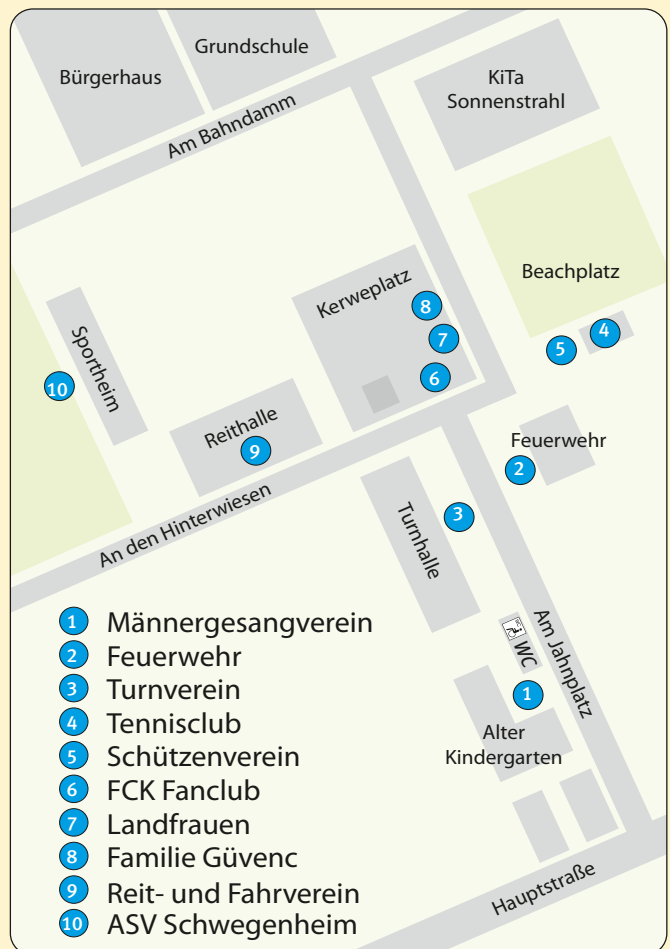 Grundschule
Bürgerhaus
KiTa
Sonnenstrahl
Am Bahndamm
Beachplatz
Kerweplatz
8
7
6
5
4
Sportheim
10
Reithalle
9
Feuerwehr
2
3
Turnhalle
An den Hinterwiesen
WC
Am Jahnplatz
1
Alter
Kindergarten
Hauptstraße
1 Männergesangverein
2 Feuerwehr
3 Turnverein
4 Tennisclub
5 Schützenverein
6 FCK Fanclub
7 Landfrauen
8 Familie Güvenc
9 Reit- und Fahrverein
10 ASV Schwegenheim